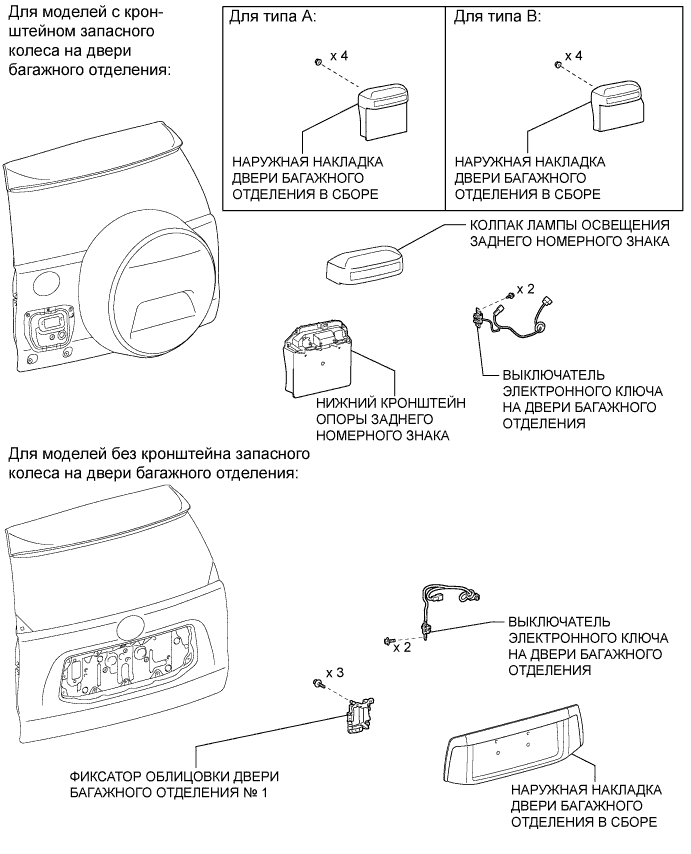 Для моделей с крон-
штейном запасного
колеса на двери
багажного отделения:
Для типа A:
x 4
НАРУЖНАЯ НАКЛАДКА
ДВЕРИ БАГАЖНОГО
ОТДЕЛЕНИЯ В СБОРЕ
Для типа B:
x 4
НАРУЖНАЯ НАКЛАДКА
ДВЕРИ БАГАЖНОГО
ОТДЕЛЕНИЯ В СБОРЕ
КОЛПАК ЛАМПЫ ОСВЕЩЕНИЯ
ЗАДНЕГО НОМЕРНОГО ЗНАКА
x 2
ВЫКЛЮЧАТЕЛЬ
ЭЛЕКТРОННОГО КЛЮЧА
НА ДВЕРИ БАГАЖНОГО
ОТДЕЛЕНИЯ
НИЖНИЙ КРОНШТЕЙН
ОПОРЫ ЗАДНЕГО
НОМЕРНОГО ЗНАКА
Для моделей без кронштейна запасного
колеса на двери багажного отделения:
x 2
ВЫКЛЮЧАТЕЛЬ
ЭЛЕКТРОННОГО КЛЮЧА
НА ДВЕРИ БАГАЖНОГО
ОТДЕЛЕНИЯ
x 3
ФИКСАТОР ОБЛИЦОВКИ ДВЕРИ
БАГАЖНОГО ОТДЕЛЕНИЯ № 1
НАРУЖНАЯ НАКЛАДКА
ДВЕРИ БАГАЖНОГО
ОТДЕЛЕНИЯ В СБОРЕ